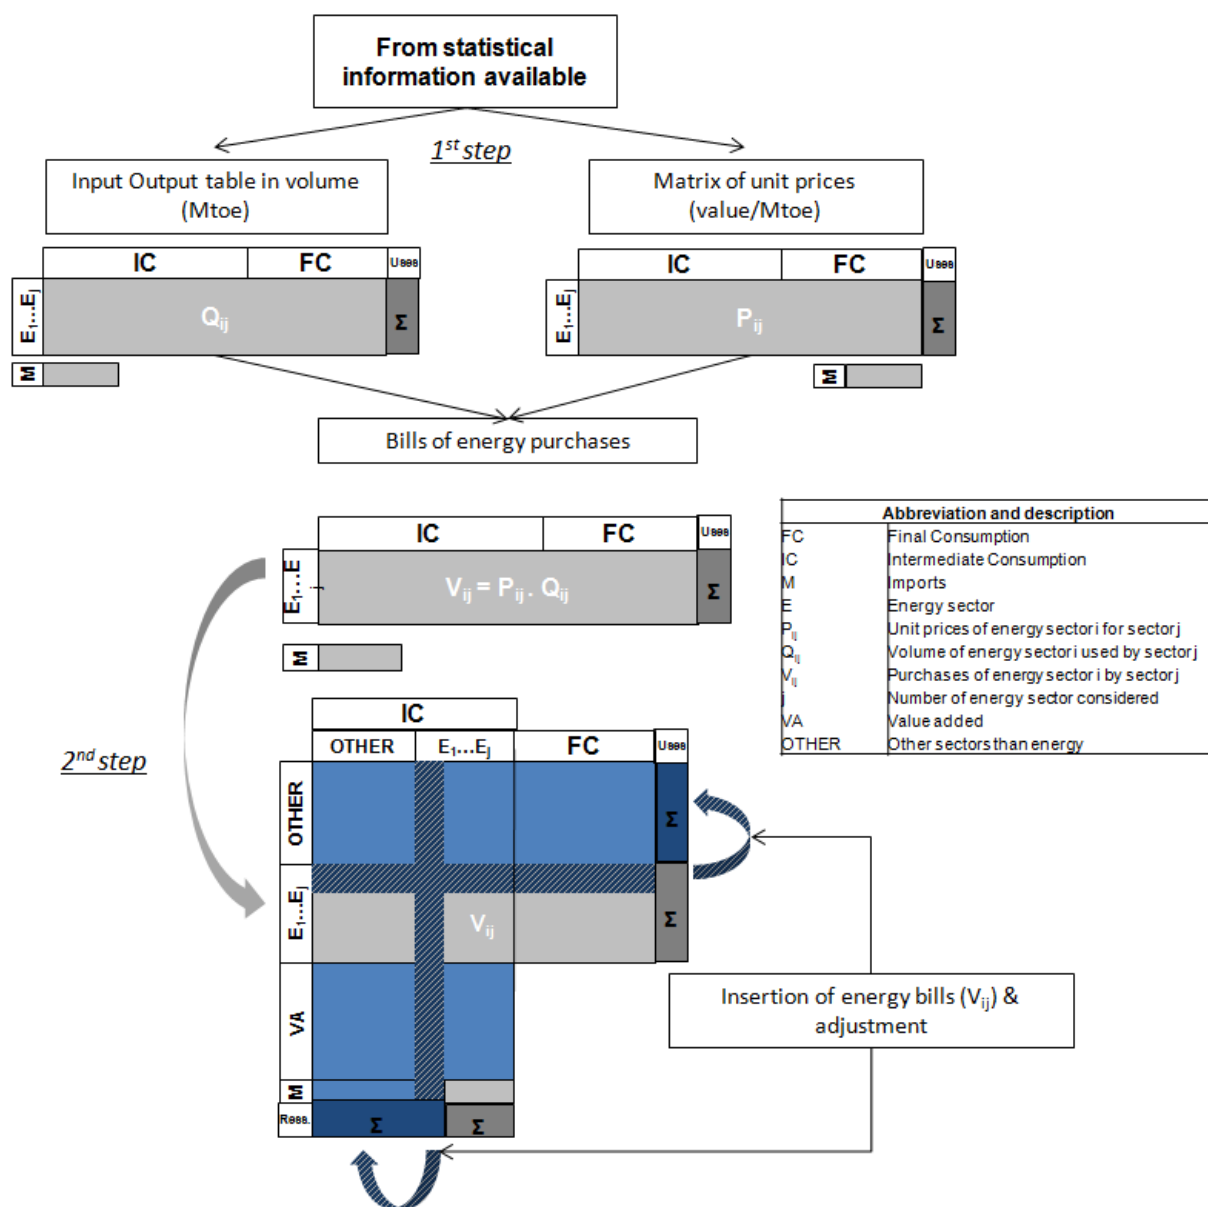 From statistical
information available
1st step
Input Output table in volume
(Mtoe)
Matrix of unit prices
(value/Mtoe)
IC FC Uses
E1...Ej Qij Σ
M
IC FC Uses
E1...Ej Pij Σ
M
Bills of energy purchases
IC FC Uses
E1...E j Vij = Pij . Qij Σ
M
Abbreviation and description
FC Final Consumption
IC Intermediate Consumption
M Imports
E Energy sector
Pij Unit prices of energy sector i for sector j
Qij Volume of energy sector i used by sector j
Vij Purchases of energy sector i by sector j
j Number of energy sector considered
VA Value added
OTHER Other sectors than energy
2nd step
IC
OTHER E1...Ej FC Uses
OTHER Σ
E1...Ej Vij Σ
VA
M
Ress. Σ Σ
Insertion of energy bills (Vij) &
adjustment